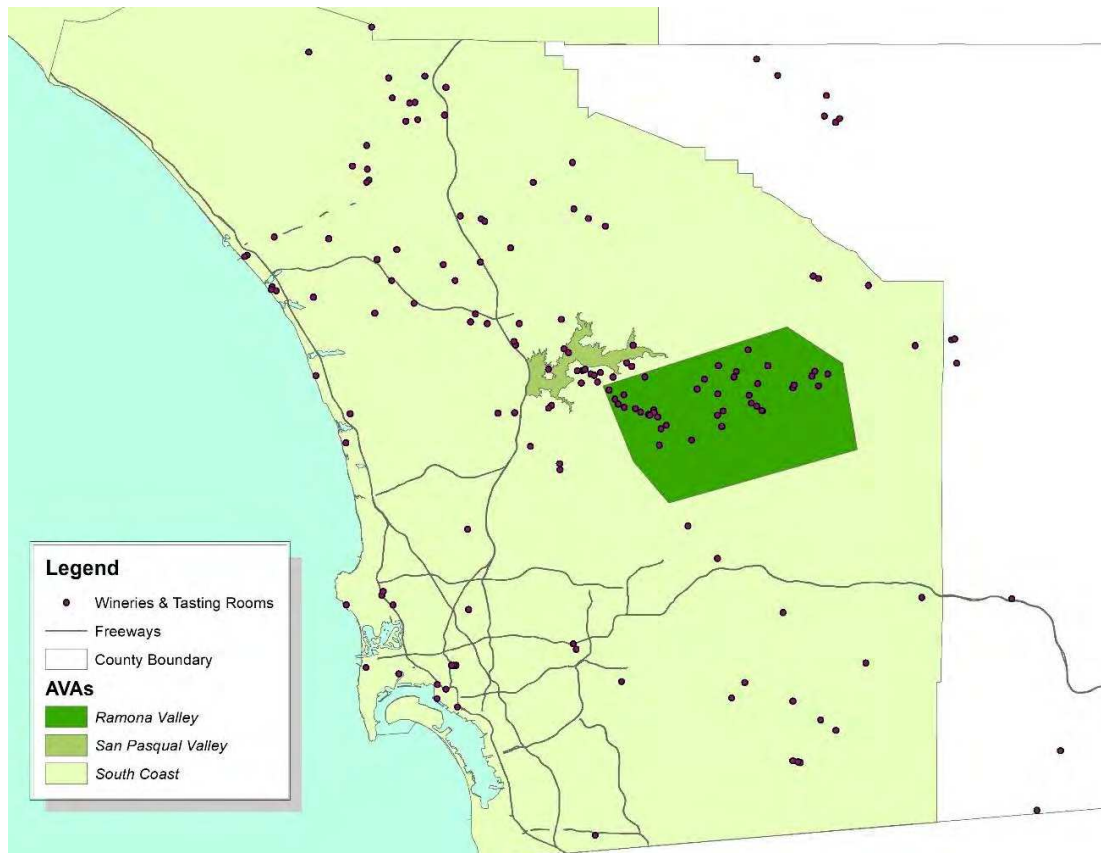 Legend
Wineries & Tasting Rooms
Freeways
County Boundary
AVAs
Ramona Valley
San Pasqual Valley
South Coast